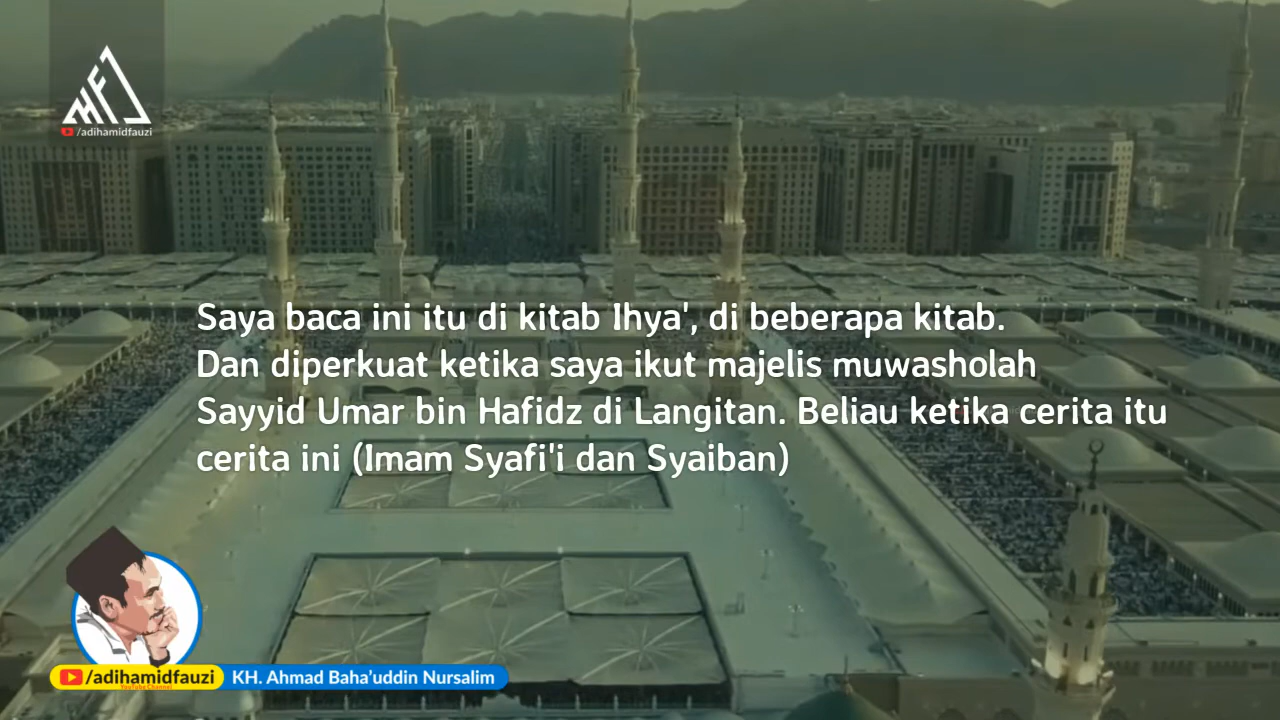 /adihamidfauzi
Saya baca ini itu di kitab Ihya', di beberapa kitab.
Dan diperkuat ketika saya ikut majelis muwasholah
Sayyid Umar bin Hafidz di Langitan. Beliau ketika cerita itu
cerita ini (Imam Syafi'i dan Syaiban)
/adihamidfauzi
YouTube Channel
KH. Ahmad Baha'uddin Nursalim